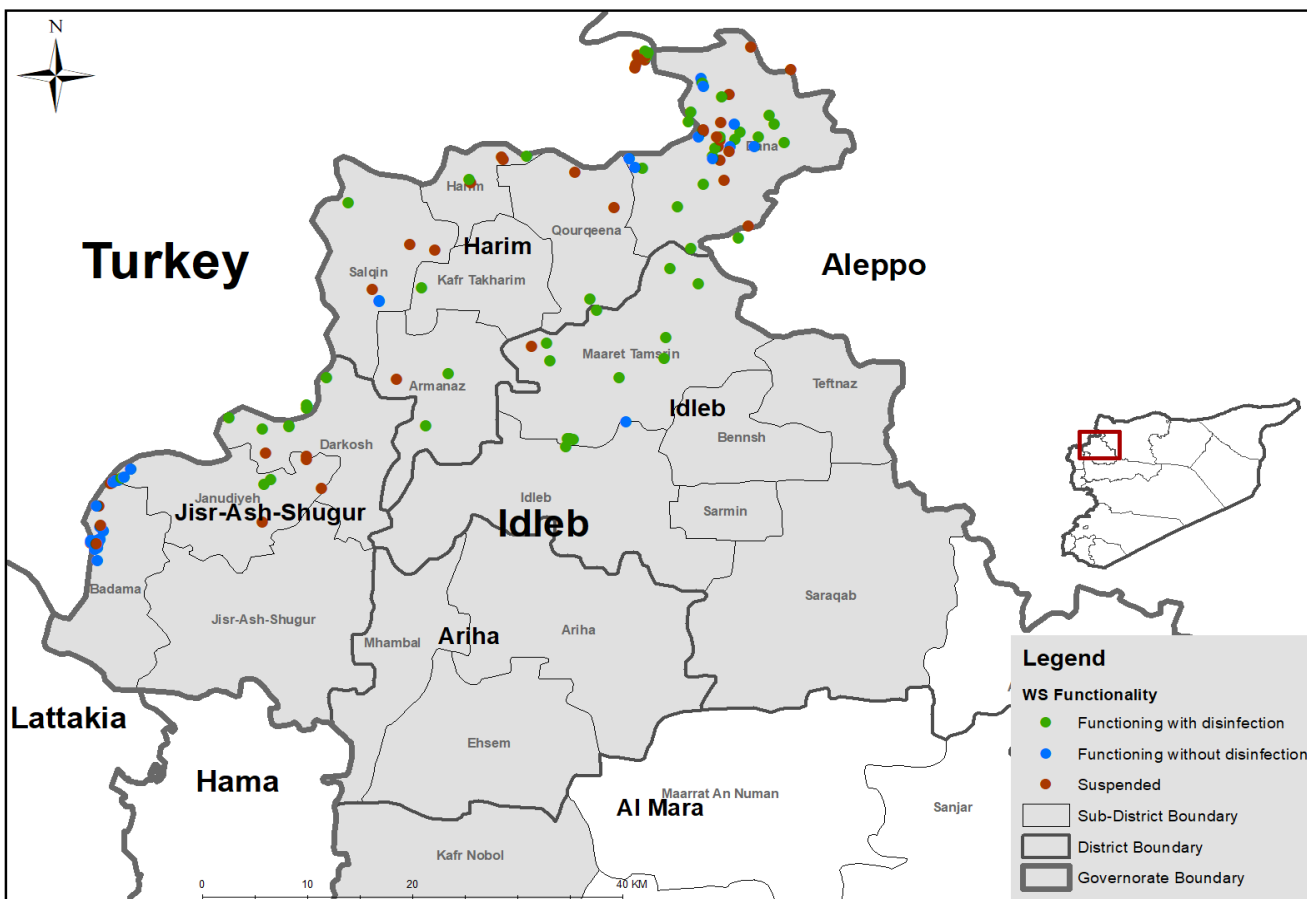 N
Dana
Harim
Turkey
Harim
Qourqeena
Aleppo
Salqin
Kafr Takharim
Maaret Tamsrin
Teftnaz
Armanaz
Idleb
Bennsh
Darkosh
Janudiyeh
Idleb
Jisr-Ash-Shugur
Sarmin
Idleb
Badama
Saraqab
Jisr-Ash-Shugur
Mhambal
Ariha
Ariha
Lattakia
Ehsem
Hama
Maarrat An Numan
Al Mara
Sanjar
Kafr Nobol
0 10 20 40 KM
Legend
WS Functionality
Functioning with disinfection
Functioning without disinfection
Suspended
Sub-District Boundary
District Boundary
Governorate Boundary